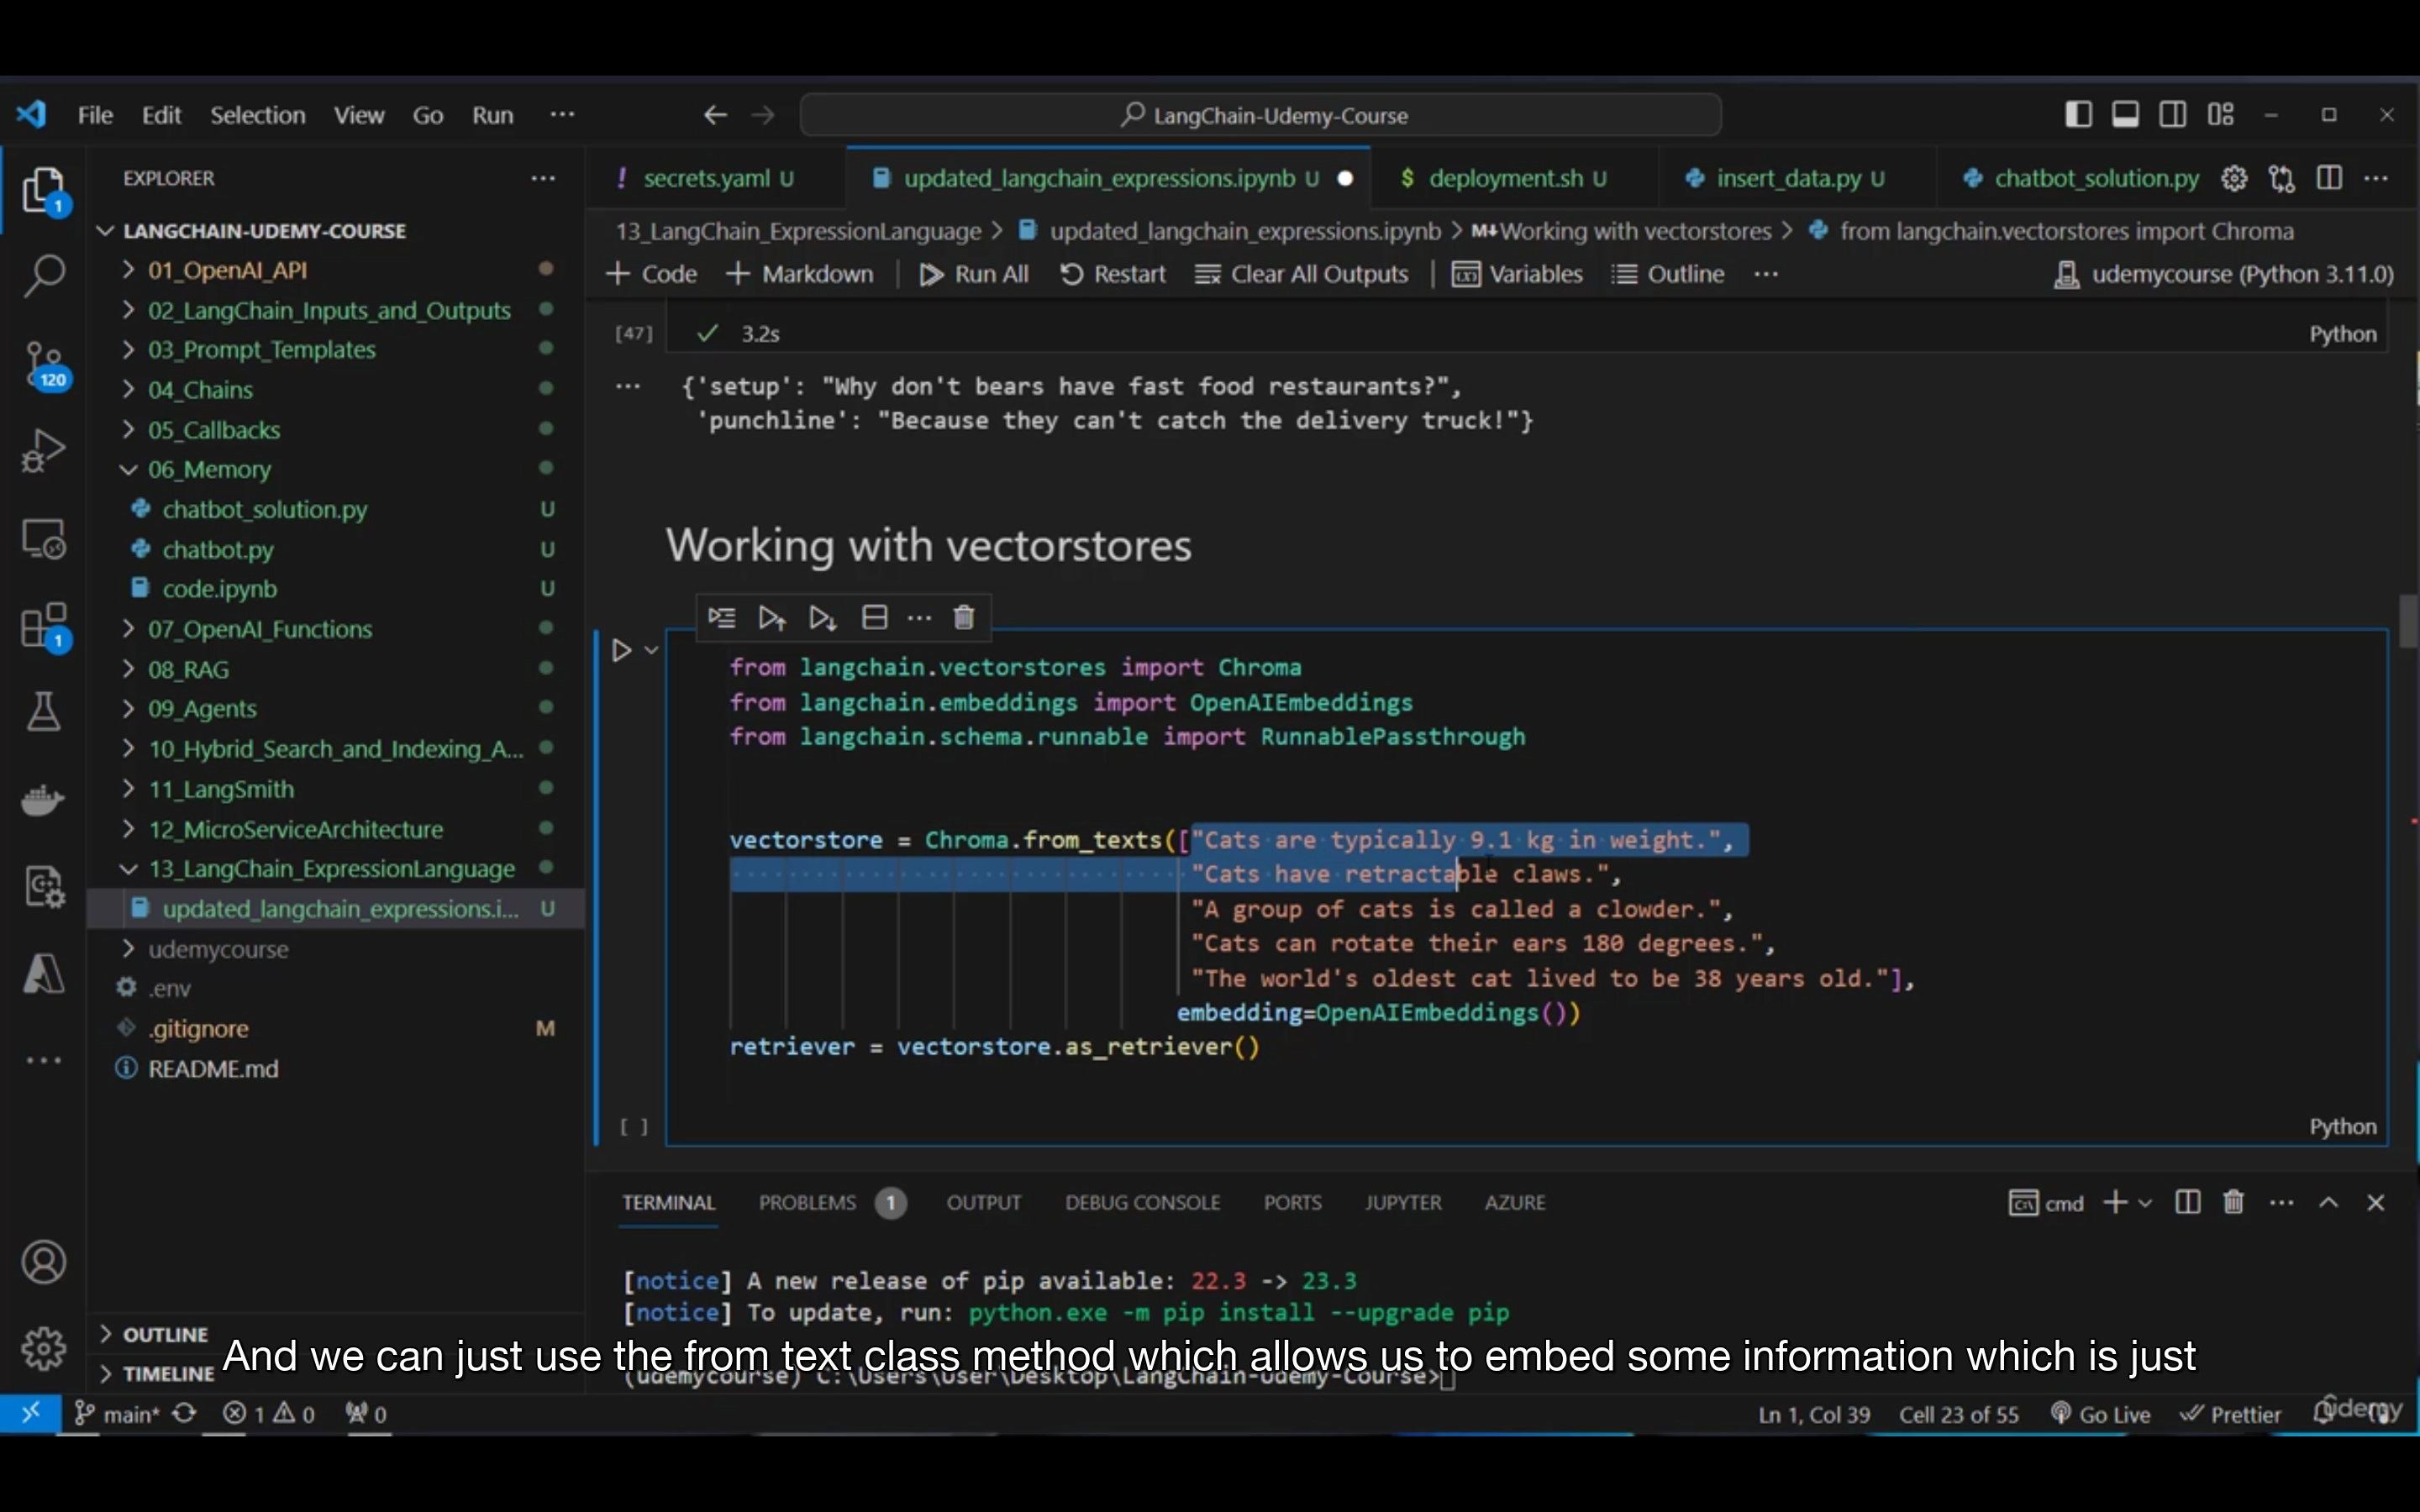 File Edit Selection View Go Run ...
LangChain-Udemy-Course
EXPLORER
LANGCHAIN-UDEMY-COURSE
01_OpenAI_API
02_LangChain_Inputs_and_Outputs
03_Prompt_Templates
04_Chains
05_Callbacks
06_Memory
chatbot_solution.py U
chatbot.py U
code.ipynb U
07_OpenAI_Functions
08_RAG
09_Agents
10_Hybrid_Search_and_Indexing_A...
11_LangSmith
12_MicroServiceArchitecture
13_LangChain_ExpressionLanguage
updated_langchain_expressions.i... U
udemycourse
.env
.gitignore M
README.md
OUTLINE
TIMELINE
1
120
1
! secrets.yaml U
updated_langchain_expressions.ipynb U
$ deployment.sh U
insert_data.py U
chatbot_solution.py
13_LangChain_ExpressionLanguage > updated_langchain_expressions.ipynb > M↓Working with vectorstores > from langchain.vectorstores import Chroma
+ Code + Markdown | Run All Restart Clear All Outputs | Variables Outline ... udemycourse (Python 3.11.0)
[47] ✓ 3.2s Python
... {'setup': "Why don't bears have fast food restaurants?",
'punchline': "Because they can't catch the delivery truck!"}
Working with vectorstores
from langchain.vectorstores import Chroma
from langchain.embeddings import OpenAIEmbeddings
from langchain.schema.runnable import RunnablePassthrough
vectorstore = Chroma.from_texts(["Cats are typically 9.1 kg in weight.",
"Cats have retractable claws.",
"A group of cats is called a clowder.",
"Cats can rotate their ears 180 degrees.",
"The world's oldest cat lived to be 38 years old."],
embedding=OpenAIEmbeddings())
retriever = vectorstore.as_retriever()
[ ] Python
TERMINAL PROBLEMS 1 OUTPUT DEBUG CONSOLE PORTS JUPYTER AZURE
cmd
[notice] A new release of pip available: 22.3 -> 23.3
[notice] To update, run: python.exe -m pip install --upgrade pip
And we can just use the from text class method which allows us to embed some information which is just
(udemycourse) C:\Users\User\Desktop\LangChain-Udemy-Course>
main* 1 0 0
Ln 1, Col 39 Cell 23 of 55 Go Live Prettier
ûdemy